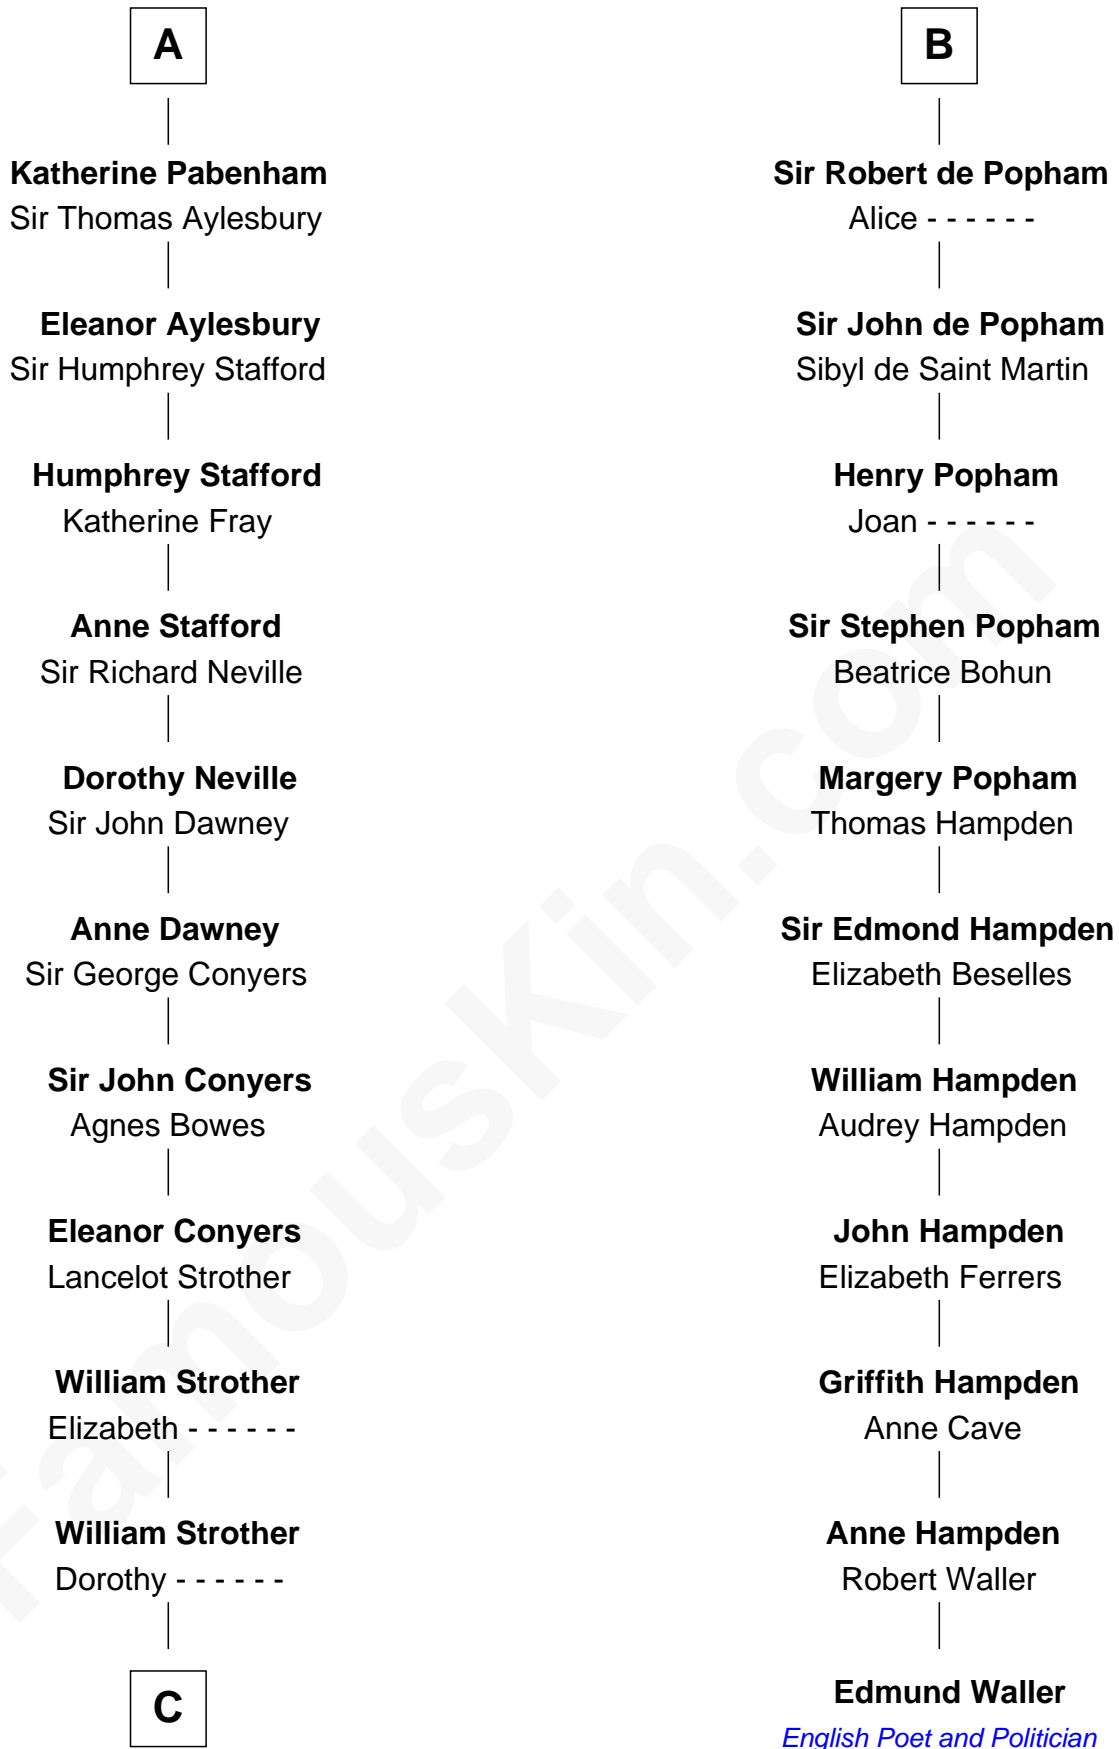 A
Katherine Pabenham
Sir Thomas Aylesbury
Eleanor Aylesbury
Sir Humphrey Stafford
Humphrey Stafford
Katherine Fray
Anne Stafford
Sir Richard Neville
Dorothy Neville
Sir John Dawney
Anne Dawney
Sir George Conyers
Sir John Conyers
Agnes Bowes
Eleanor Conyers
Lancelot Strother
William Strother
Elizabeth - - - - - -
William Strother
Dorothy - - - - - -
C
B
Sir Robert de Popham
Alice - - - - - -
Sir John de Popham
Sibyl de Saint Martin
Henry Popham
Joan - - - - - -
Sir Stephen Popham
Beatrice Bohun
Margery Popham
Thomas Hampden
Sir Edmond Hampden
Elizabeth Beselles
William Hampden
Audrey Hampden
John Hampden
Elizabeth Ferrers
Griffith Hampden
Anne Cave
Anne Hampden
Robert Waller
Edmund Waller
English Poet and Politician
FamousKin.com